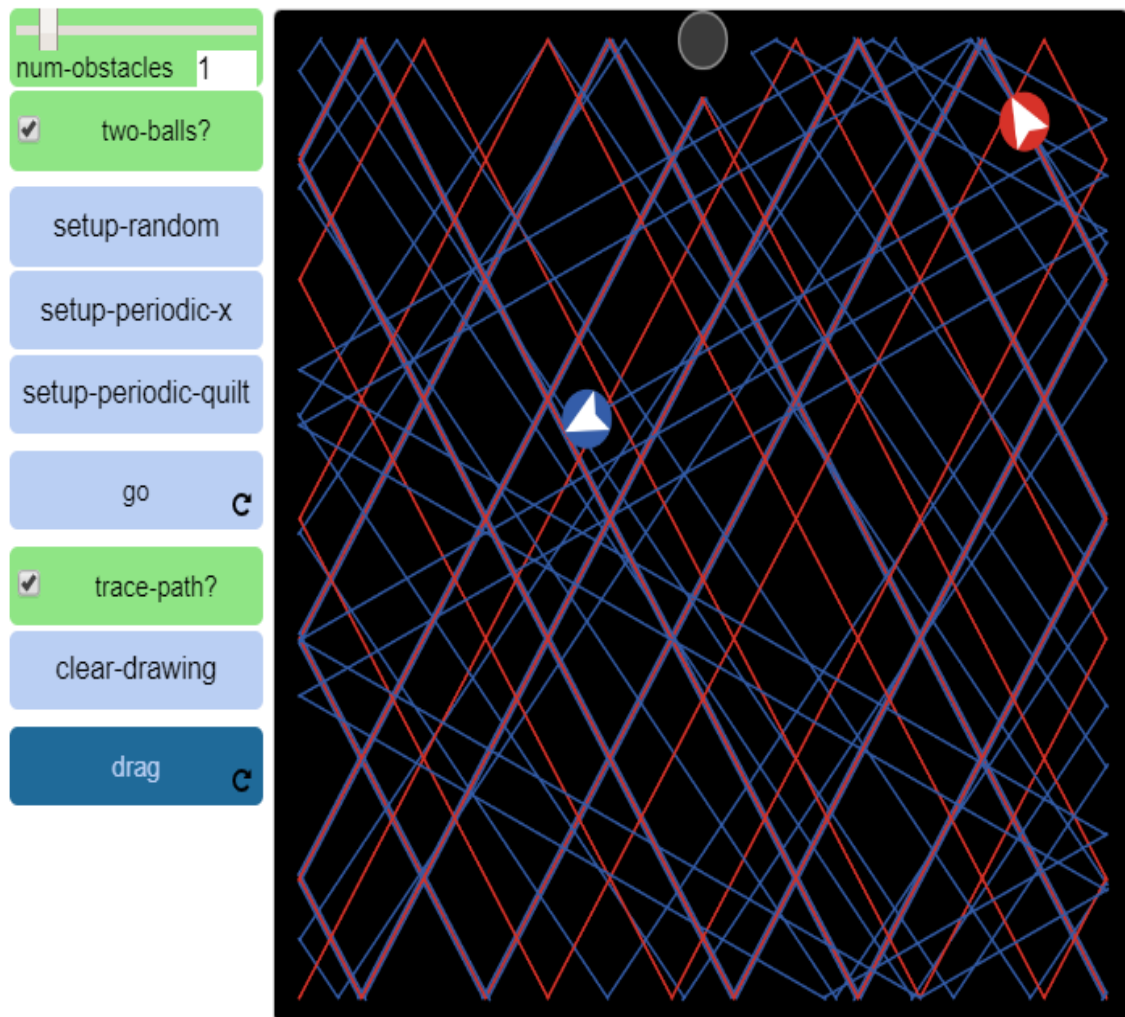 num-obstacles 1
two-balls?
setup-random
setup-periodic-x
setup-periodic-quilt
go
trace-path?
clear-drawing
drag